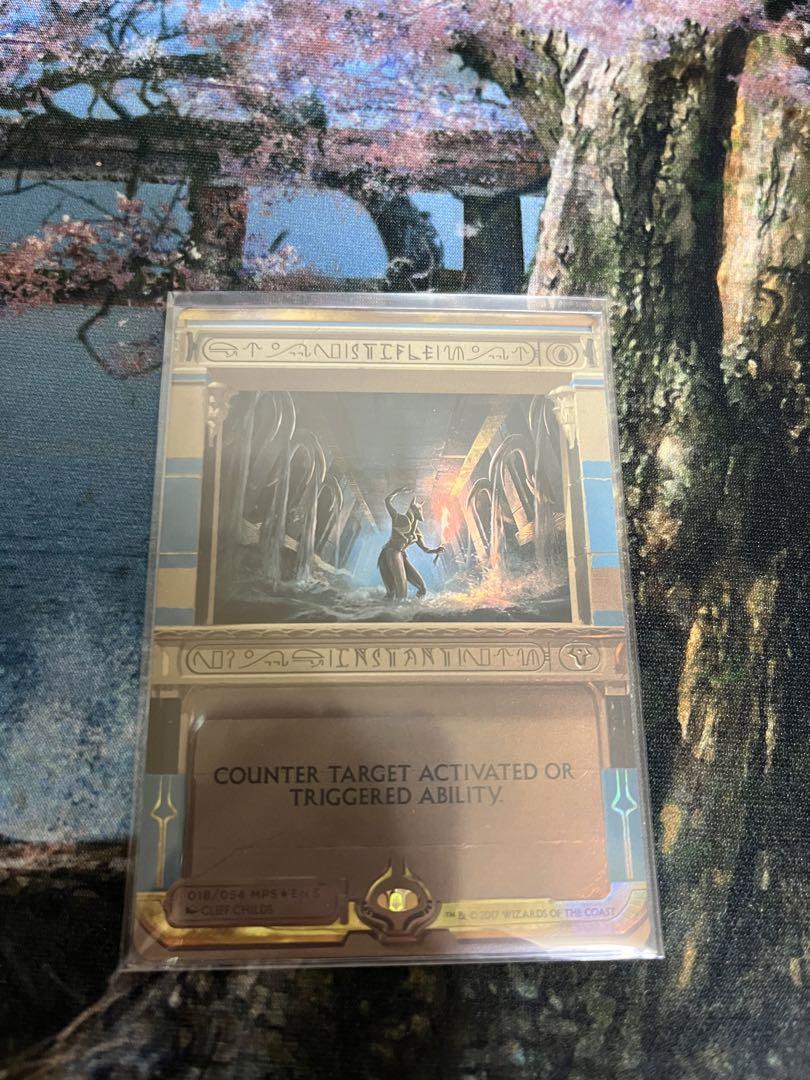 STIFLE
INSTANT
COUNTER TARGET ACTIVATED OR
TRIGGERED ABILITY.
018/054 MPS★EN S
CLIFF CHILDS
™ & © 2017 WIZARDS OF THE COAST